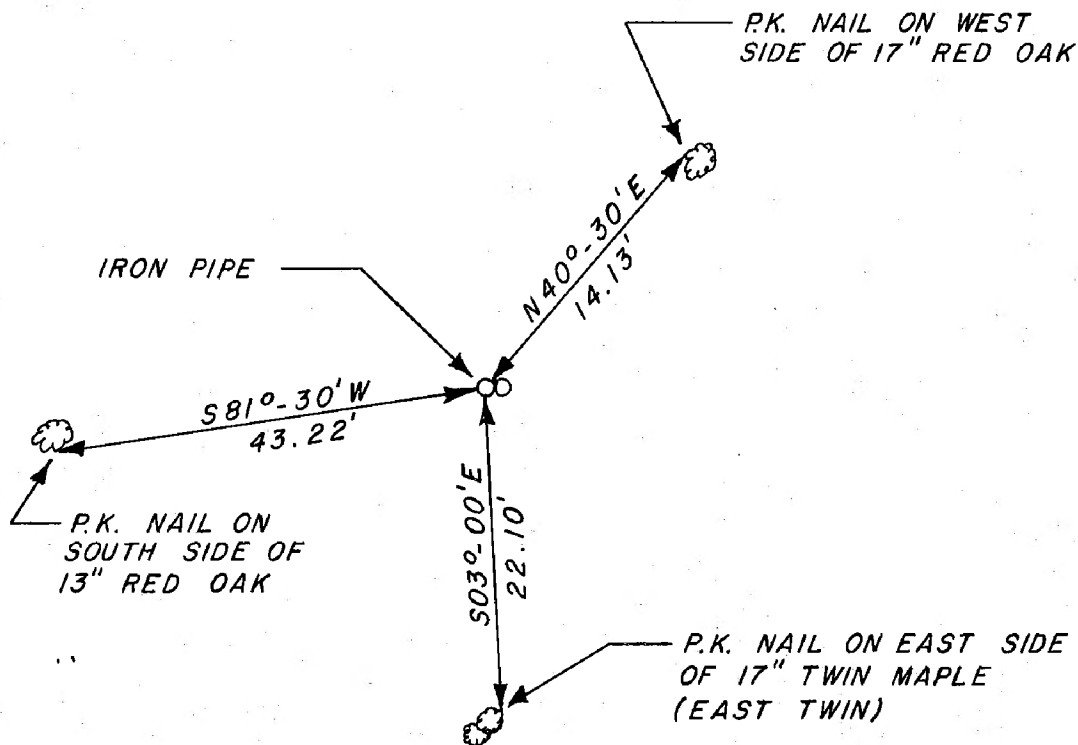 P.K. NAIL ON WEST
SIDE OF 17" RED OAK
N40°-30'E
14.13'
IRON PIPE
S81°-30'W
43.22'
P.K. NAIL ON
SOUTH SIDE OF
13" RED OAK
S03°-00'E
22.10'
P.K. NAIL ON EAST SIDE
OF 17" TWIN MAPLE
(EAST TWIN)